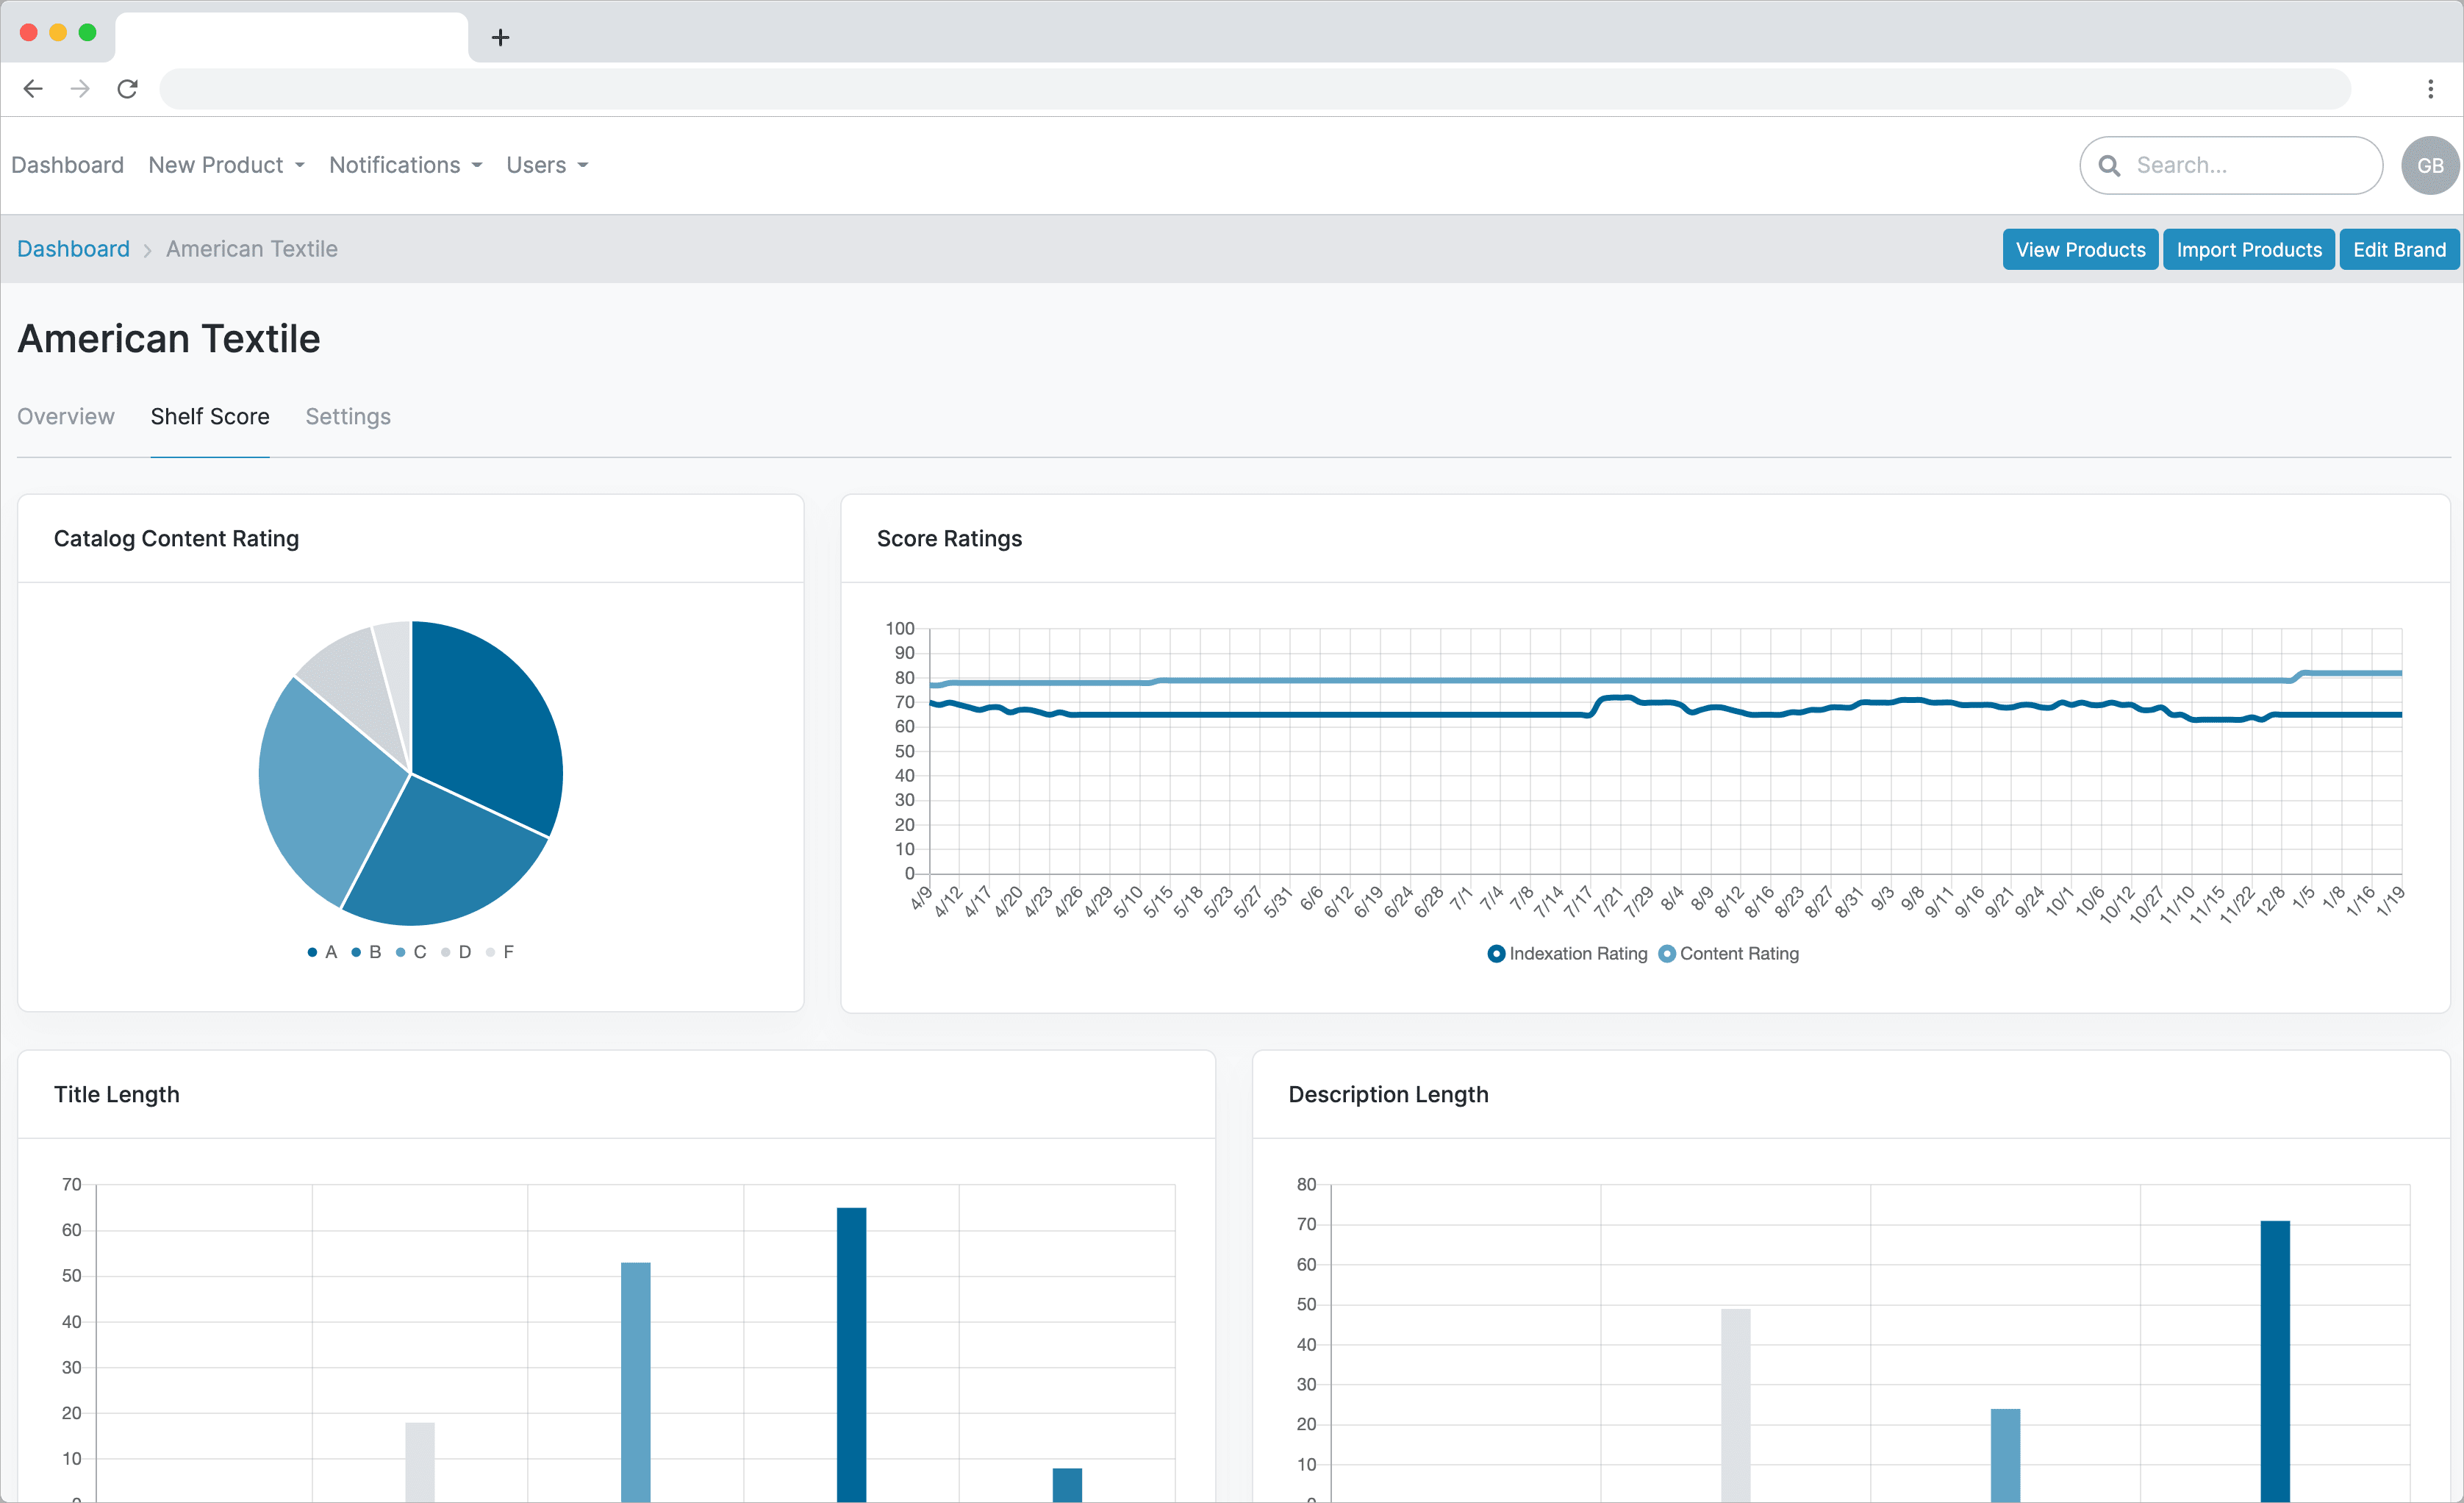 Dashboard New Product Notifications Users Search... GB
Dashboard American Textile View Products Import Products Edit Brand
American Textile
Overview Shelf Score Settings
Catalog Content Rating
A B C D F
Score Ratings
100
90
80
70
60
50
40
30
20
10
0
4/9 4/12 4/17 4/20 4/23 4/26 4/29 5/10 5/15 5/18 5/23 5/27 5/31 6/6 6/12 6/19 6/24 6/28 7/1 7/4 7/8 7/14 7/17 7/21 7/29 8/4 8/9 8/12 8/16 8/23 8/27 8/31 9/3 9/8 9/11 9/16 9/21 9/24 10/1 10/6 10/12 10/27 11/10 11/15 11/22 12/8 1/5 1/8 1/16 1/19
Indexation Rating Content Rating
Title Length
70
60
50
40
30
20
10
0
Description Length
80
70
60
50
40
30
20
10
0